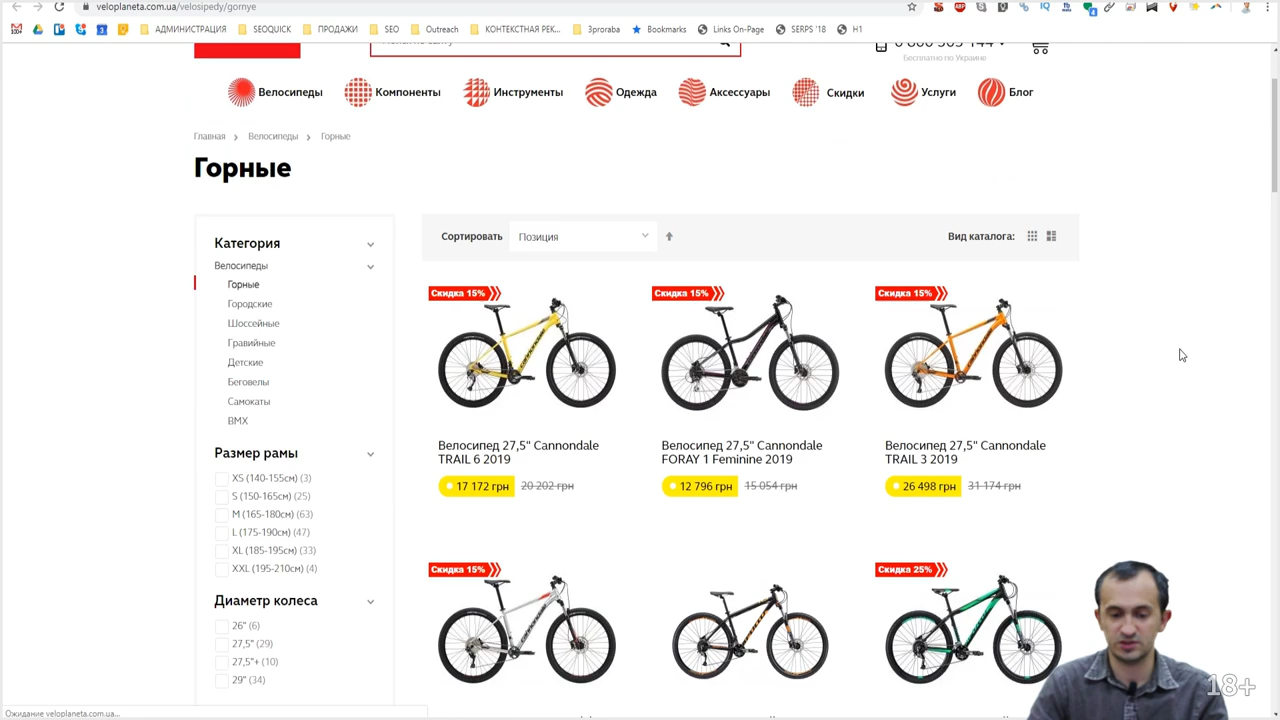 veloplaneta.com.ua/velosipedy/gornye
АДМИНИСТРАЦИЯ SEOQUICK ПРОДАЖИ SEO Outreach КОНТЕКСТНАЯ РЕК... 3proraba Bookmarks Links On-Page SERPS '18 H1
Бесплатно по Украине
Велосипеды Компоненты Инструменты Одежда Аксессуары Скидки Услуги Блог
Главная Велосипеды Горные
Горные
Категория
Велосипеды
Горные
Городские
Шоссейные
Гравийные
Детские
Беговелы
Самокаты
BMX
Размер рамы
XS (140-155см) (3)
S (150-165см) (25)
M (165-180см) (63)
L (175-190см) (47)
XL (185-195см) (33)
XXL (195-210см) (4)
Диаметр колеса
26" (6)
27,5" (29)
27,5"+ (10)
29" (34)
Сортировать Позиция Вид каталога:
Скидка 15% Скидка 15% Скидка 15%
Велосипед 27,5" Cannondale
TRAIL 6 2019
17 172 грн 20 202 грн
Велосипед 27,5" Cannondale
FORAY 1 Feminine 2019
12 796 грн 15 054 грн
Велосипед 27,5" Cannondale
TRAIL 3 2019
26 498 грн 31 174 грн
Скидка 15% Скидка 25%
18+
Ожидание veloplaneta.com.ua...